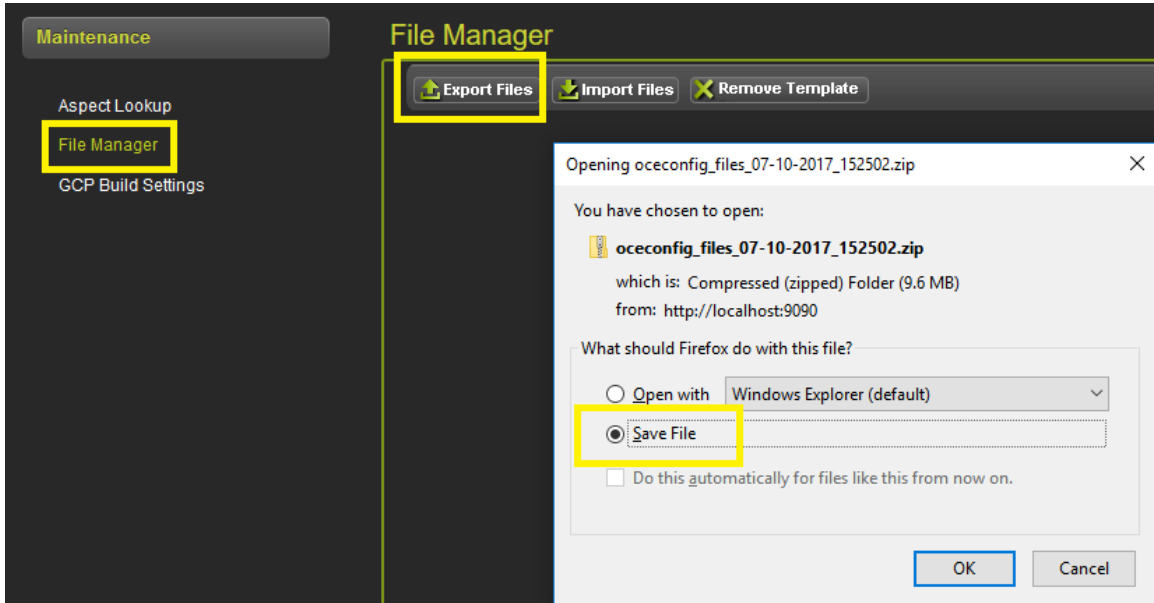 Maintenance
Aspect Lookup
File Manager
GCP Build Settings
File Manager
Export Files Import Files Remove Template
Opening oceconfig_files_07-10-2017_152502.zip
You have chosen to open:
oceconfig_files_07-10-2017_152502.zip
which is: Compressed (zipped) Folder (9.6 MB)
from: http://localhost:9090
What should Firefox do with this file?
Open with Windows Explorer (default)
Save File
Do this automatically for files like this from now on.
OK Cancel